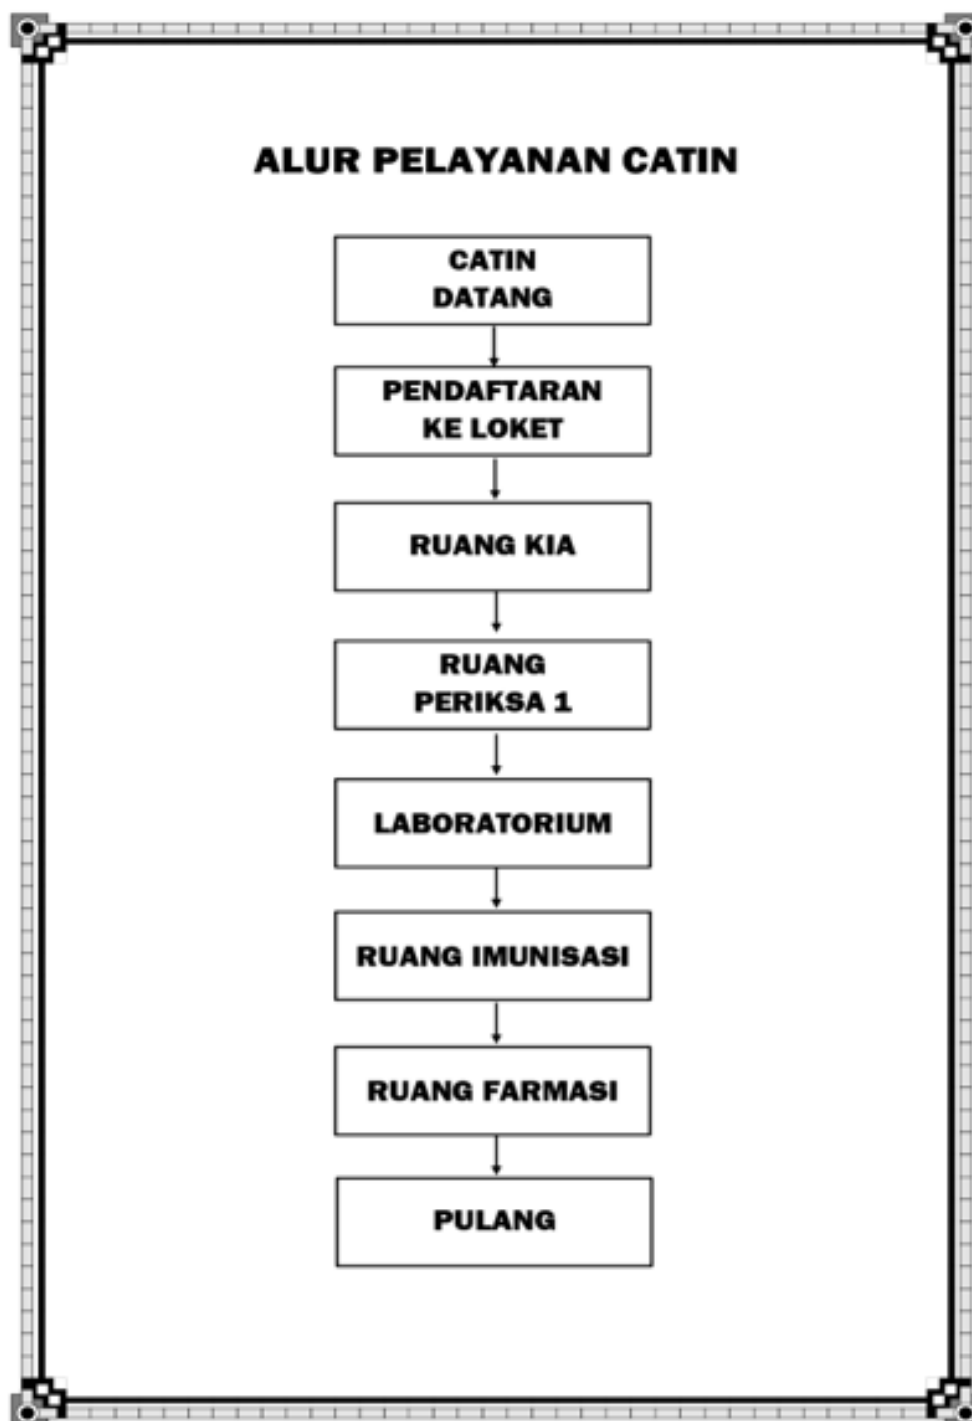 ALUR PELAYANAN CATIN
CATIN
DATANG
PENDAFTARAN
KE LOKET
RUANG KIA
RUANG
PERIKSA 1
LABORATORIUM
RUANG IMUNISASI
RUANG FARMASI
PULANG